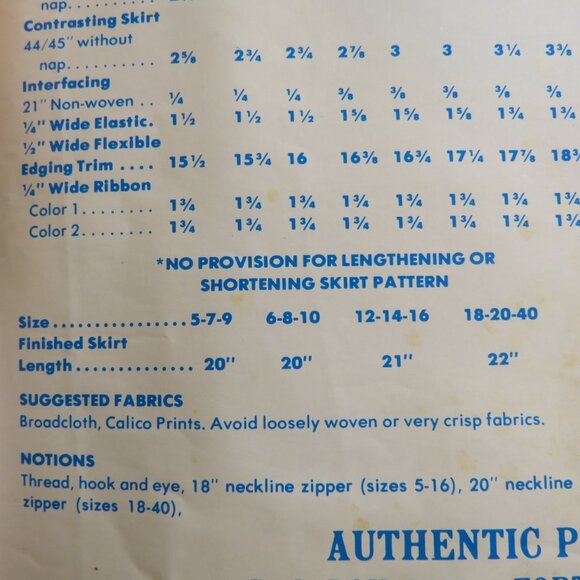 nap.
Contrasting Skirt
44/45" without
nap........... 2⅝ 2¾ 2¾ 2⅞ 3 3 3¼ 3⅜
Interfacing
21" Non-woven .. ¼ ¼ ¼ ⅜ ⅜ ⅜ ⅜ ⅜
¼" Wide Elastic. 1½ 1½ 1½ 1⅝ 1⅝ 1⅝ 1¾ 1¾
½" Wide Flexible
Edging Trim .... 15½ 15¾ 16 16⅜ 16¾ 17¼ 17⅞ 18¾
¼" Wide Ribbon
Color 1........ 1¾ 1¾ 1¾ 1¾ 1¾ 1¾ 1¾ 1¾
Color 2........ 1¾ 1¾ 1¾ 1¾ 1¾ 1¾ 1¾ 1¾
*NO PROVISION FOR LENGTHENING OR
SHORTENING SKIRT PATTERN
Size................ 5-7-9 6-8-10 12-14-16 18-20-40
Finished Skirt
Length.............. 20" 20" 21" 22"
SUGGESTED FABRICS
Broadcloth, Calico Prints. Avoid loosely woven or very crisp fabrics.
NOTIONS
Thread, hook and eye, 18" neckline zipper (sizes 5-16), 20" neckline
zipper (sizes 18-40),
AUTHENTIC P